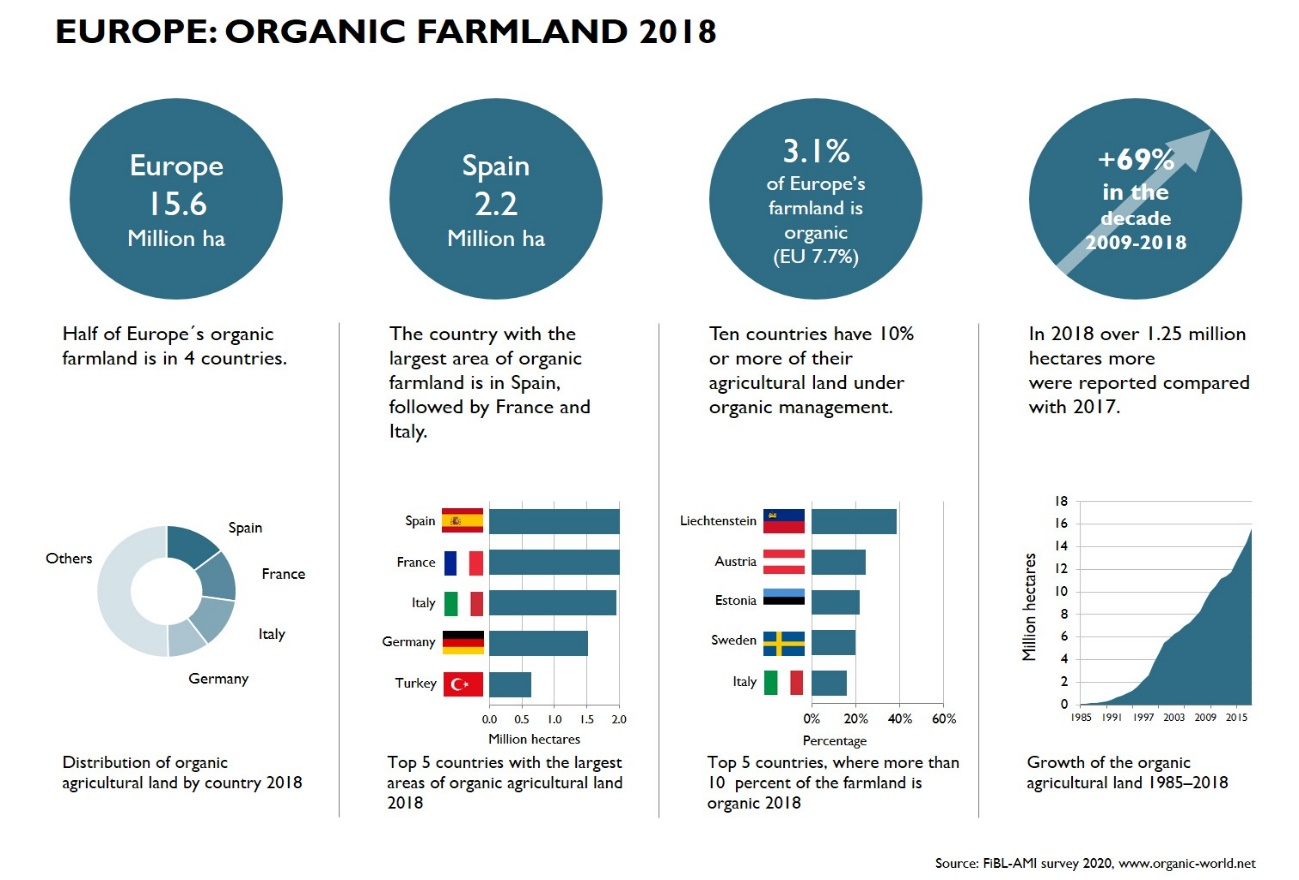 EUROPE: ORGANIC FARMLAND 2018
Europe
15.6
Million ha
Spain
2.2
Million ha
3.1%
of Europe's
farmland is
organic
(EU 7.7%)
+69%
in the
decade
2009-2018
Half of Europe´s organic
farmland is in 4 countries.
The country with the
largest area of organic
farmland is in Spain,
followed by France and
Italy.
Ten countries have 10%
or more of their
agricultural land under
organic management.
In 2018 over 1.25 million
hectares more
were reported compared
with 2017.
Others
Spain
France
Italy
Germany
Distribution of organic
agricultural land by country 2018
Spain
France
Italy
Germany
Turkey
0.0 0.5 1.0 1.5 2.0
Million hectares
Top 5 countries with the largest
areas of organic agricultural land
2018
Liechtenstein
Austria
Estonia
Sweden
Italy
0% 20% 40% 60%
Percentage
Top 5 countries, where more than
10 percent of the farmland is
organic 2018
Million hectares
18
16
14
12
10
8
6
4
2
0
1985 1991 1997 2003 2009 2015
Growth of the organic
agricultural land 1985–2018
Source: FiBL-AMI survey 2020, www.organic-world.net